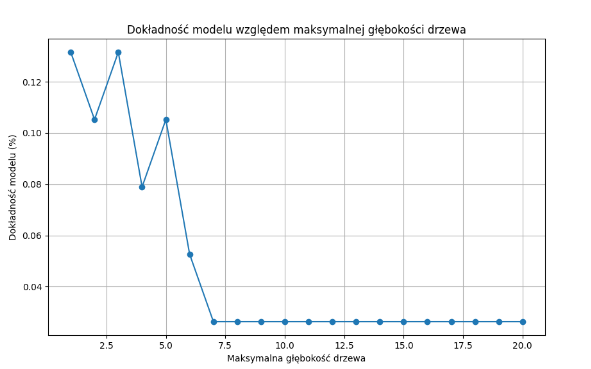 Dokładność modelu względem maksymalnej głębokości drzewa
Dokładność modelu (%)
0.12
0.10
0.08
0.06
0.04
2.5 5.0 7.5 10.0 12.5 15.0 17.5 20.0
Maksymalna głębokość drzewa